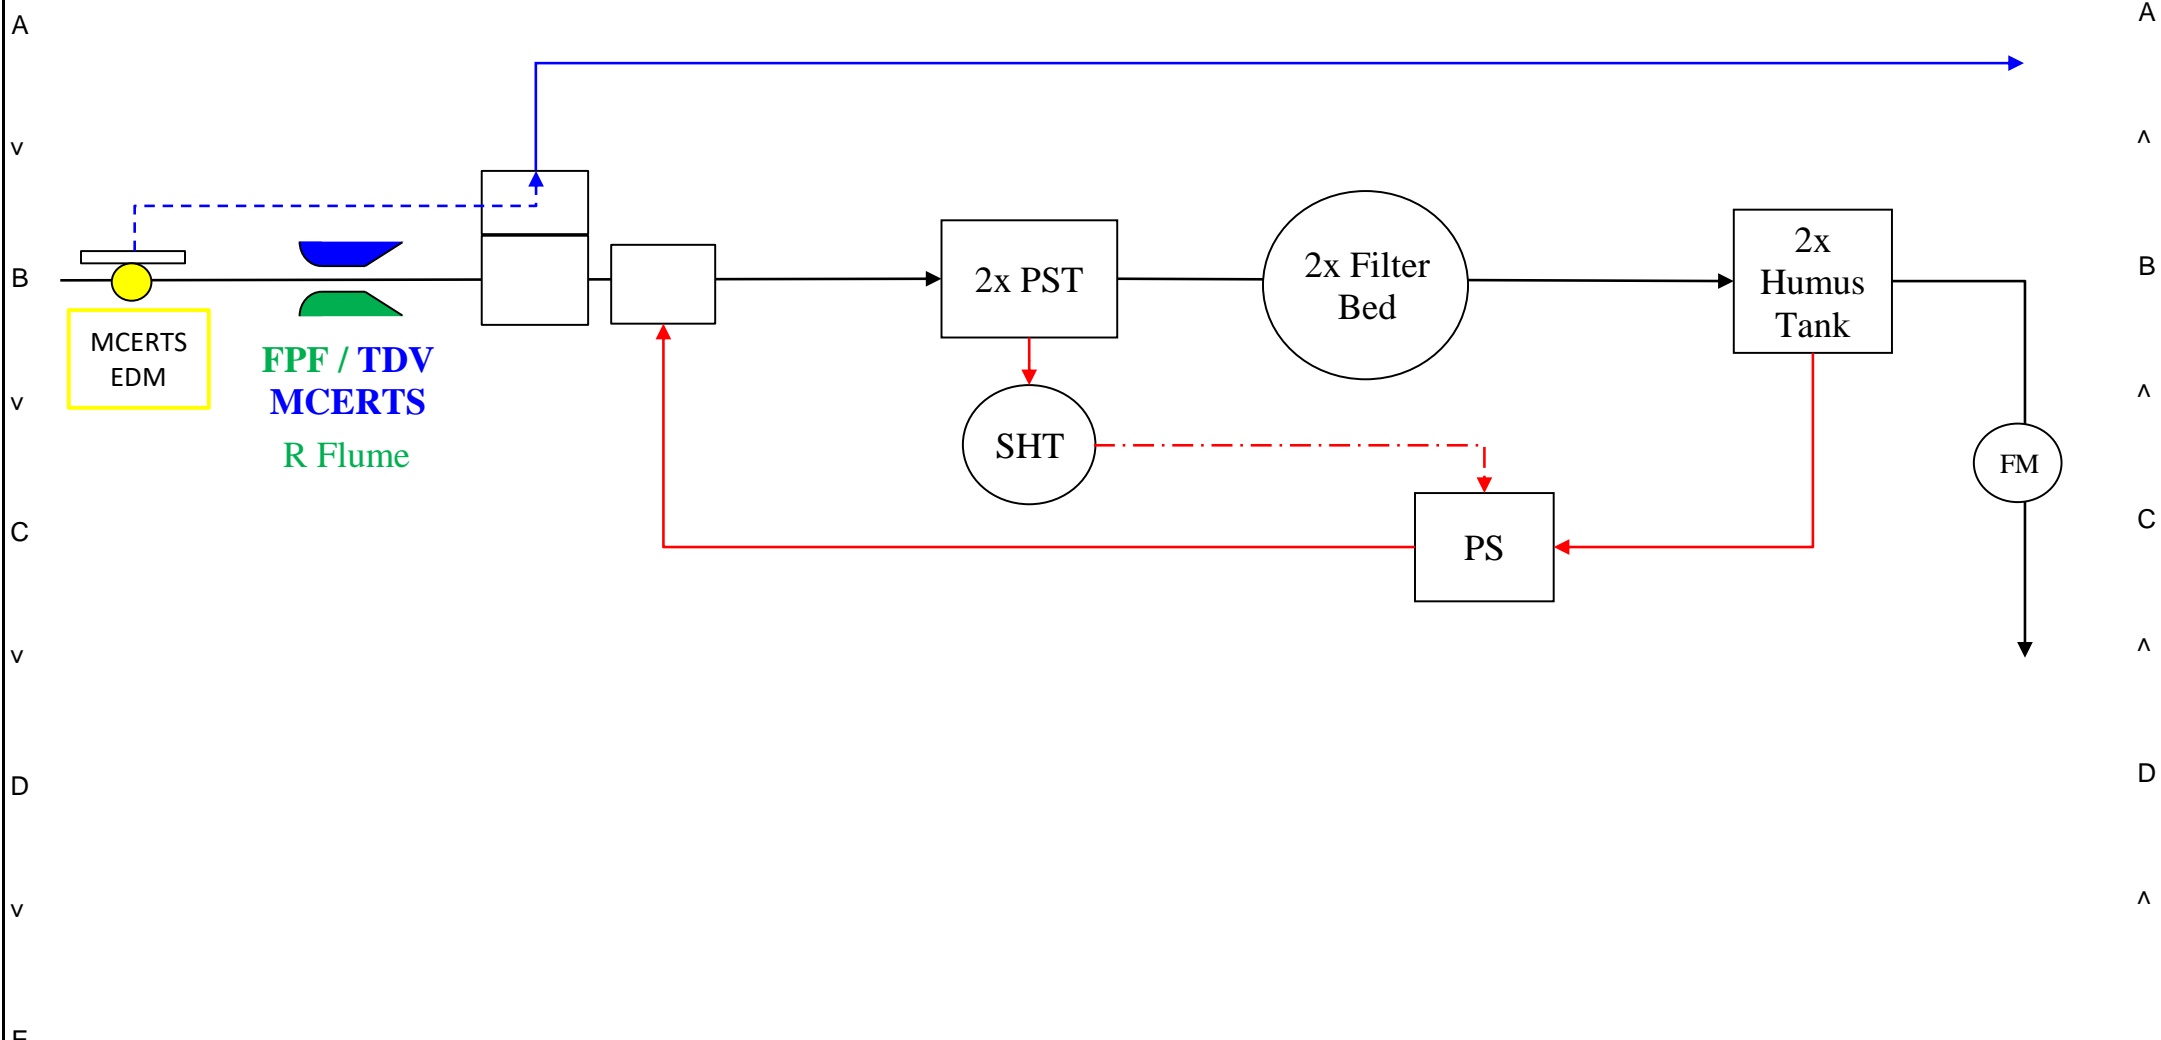 A
A
v
^
B
B
MCERTS
EDM
FPF / TDV
MCERTS
R Flume
2x PST
2x Filter
Bed
2x
Humus
Tank
v
^
SHT
FM
C
C
PS
v
^
D
D
v
^